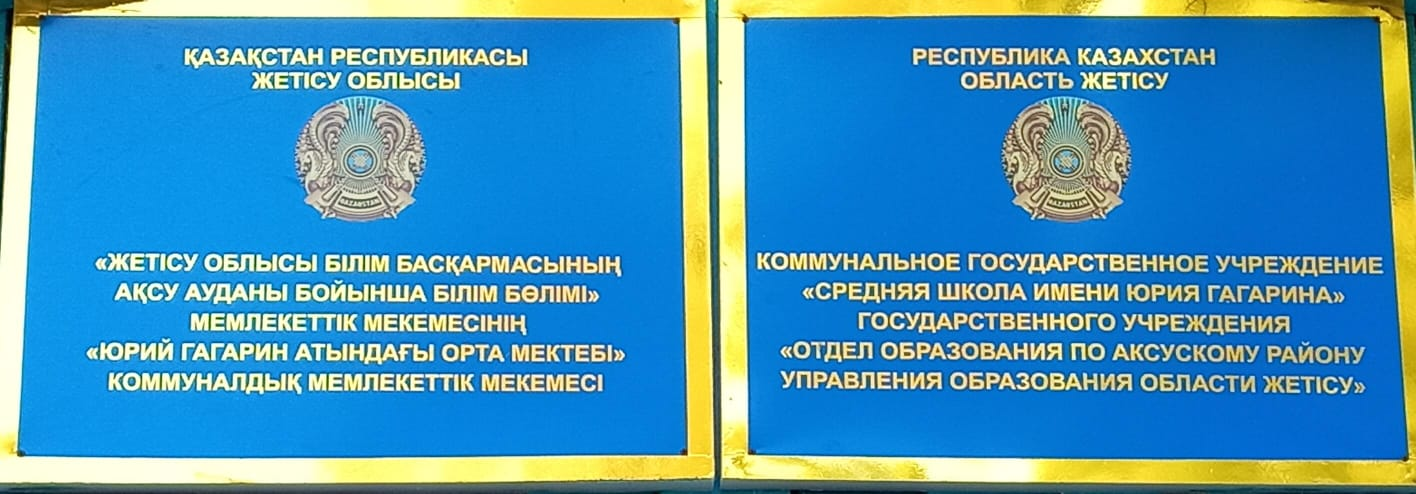 ҚАЗАҚСТАН РЕСПУБЛИКАСЫ
ЖЕТІСУ ОБЛЫСЫ
QAZAQSTAN
«ЖЕТІСУ ОБЛЫСЫ БІЛІМ БАСҚАРМАСЫНЫҢ
АҚСУ АУДАНЫ БОЙЫНША БІЛІМ БӨЛІМІ»
МЕМЛЕКЕТТІК МЕКЕМЕСІНІҢ
«ЮРИЙ ГАГАРИН АТЫНДАҒЫ ОРТА МЕКТЕБІ»
КОММУНАЛДЫҚ МЕМЛЕКЕТТІК МЕКЕМЕСІ
РЕСПУБЛИКА КАЗАХСТАН
ОБЛАСТЬ ЖЕТІСУ
QAZAQSTAN
КОММУНАЛЬНОЕ ГОСУДАРСТВЕННОЕ УЧРЕЖДЕНИЕ
«СРЕДНЯЯ ШКОЛА ИМЕНИ ЮРИЯ ГАГАРИНА»
ГОСУДАРСТВЕННОГО УЧРЕЖДЕНИЯ
«ОТДЕЛ ОБРАЗОВАНИЯ ПО АКСУСКОМУ РАЙОНУ
УПРАВЛЕНИЯ ОБРАЗОВАНИЯ ОБЛАСТИ ЖЕТІСУ»